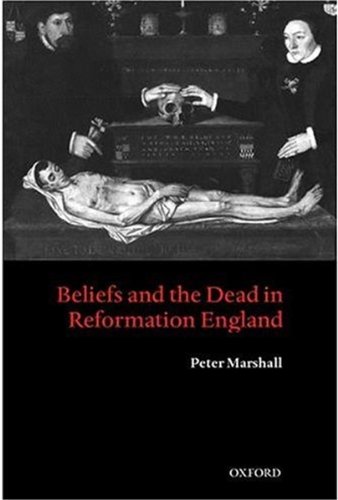 Beliefs and the Dead in
Reformation England
Peter Marshall
OXFORD